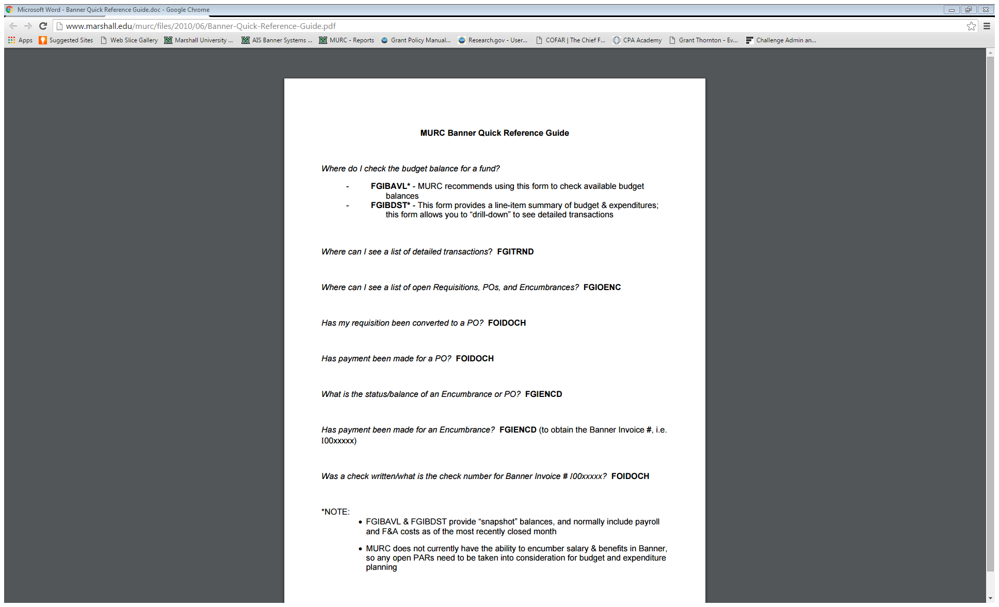 Microsoft Word - Banner Quick Reference Guide.doc - Google Chrome
www.marshall.edu/murc/files/2010/06/Banner-Quick-Reference-Guide.pdf
Apps Suggested Sites Web Slice Gallery Marshall University ... AIS Banner Systems ... MURC - Reports Grant Policy Manual... Research.gov - User... COFAR | The Chief F... CPA Academy Grant Thornton - Ev... Challenge Admin an...
MURC Banner Quick Reference Guide
Where do I check the budget balance for a fund?
- FGIBAVL* - MURC recommends using this form to check available budget
balances
- FGIBDST* - This form provides a line-item summary of budget & expenditures;
this form allows you to “drill-down” to see detailed transactions
Where can I see a list of detailed transactions? FGITRND
Where can I see a list of open Requisitions, POs, and Encumbrances? FGIOENC
Has my requisition been converted to a PO? FOIDOCH
Has payment been made for a PO? FOIDOCH
What is the status/balance of an Encumbrance or PO? FGIENCD
Has payment been made for an Encumbrance? FGIENCD (to obtain the Banner Invoice #, i.e.
I00xxxxx)
Was a check written/what is the check number for Banner Invoice # I00xxxxx? FOIDOCH
*NOTE:
• FGIBAVL & FGIBDST provide “snapshot” balances, and normally include payroll
and F&A costs as of the most recently closed month
• MURC does not currently have the ability to encumber salary & benefits in Banner,
so any open PARs need to be taken into consideration for budget and expenditure
planning